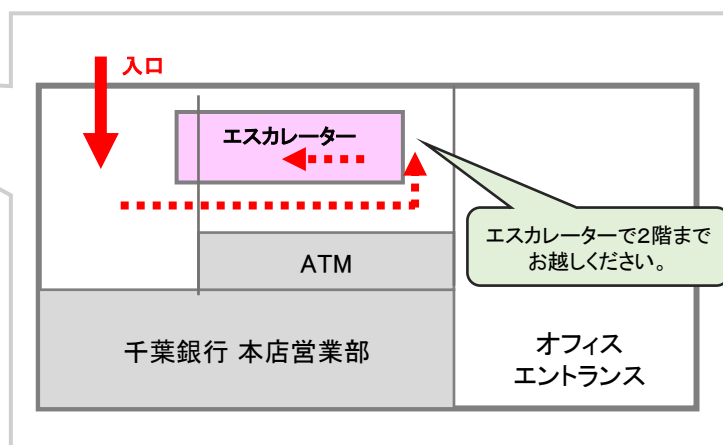 入口
エスカレーター
エスカレーターで2階まで
お越しください。
ATM
千葉銀行 本店営業部
オフィス
エントランス